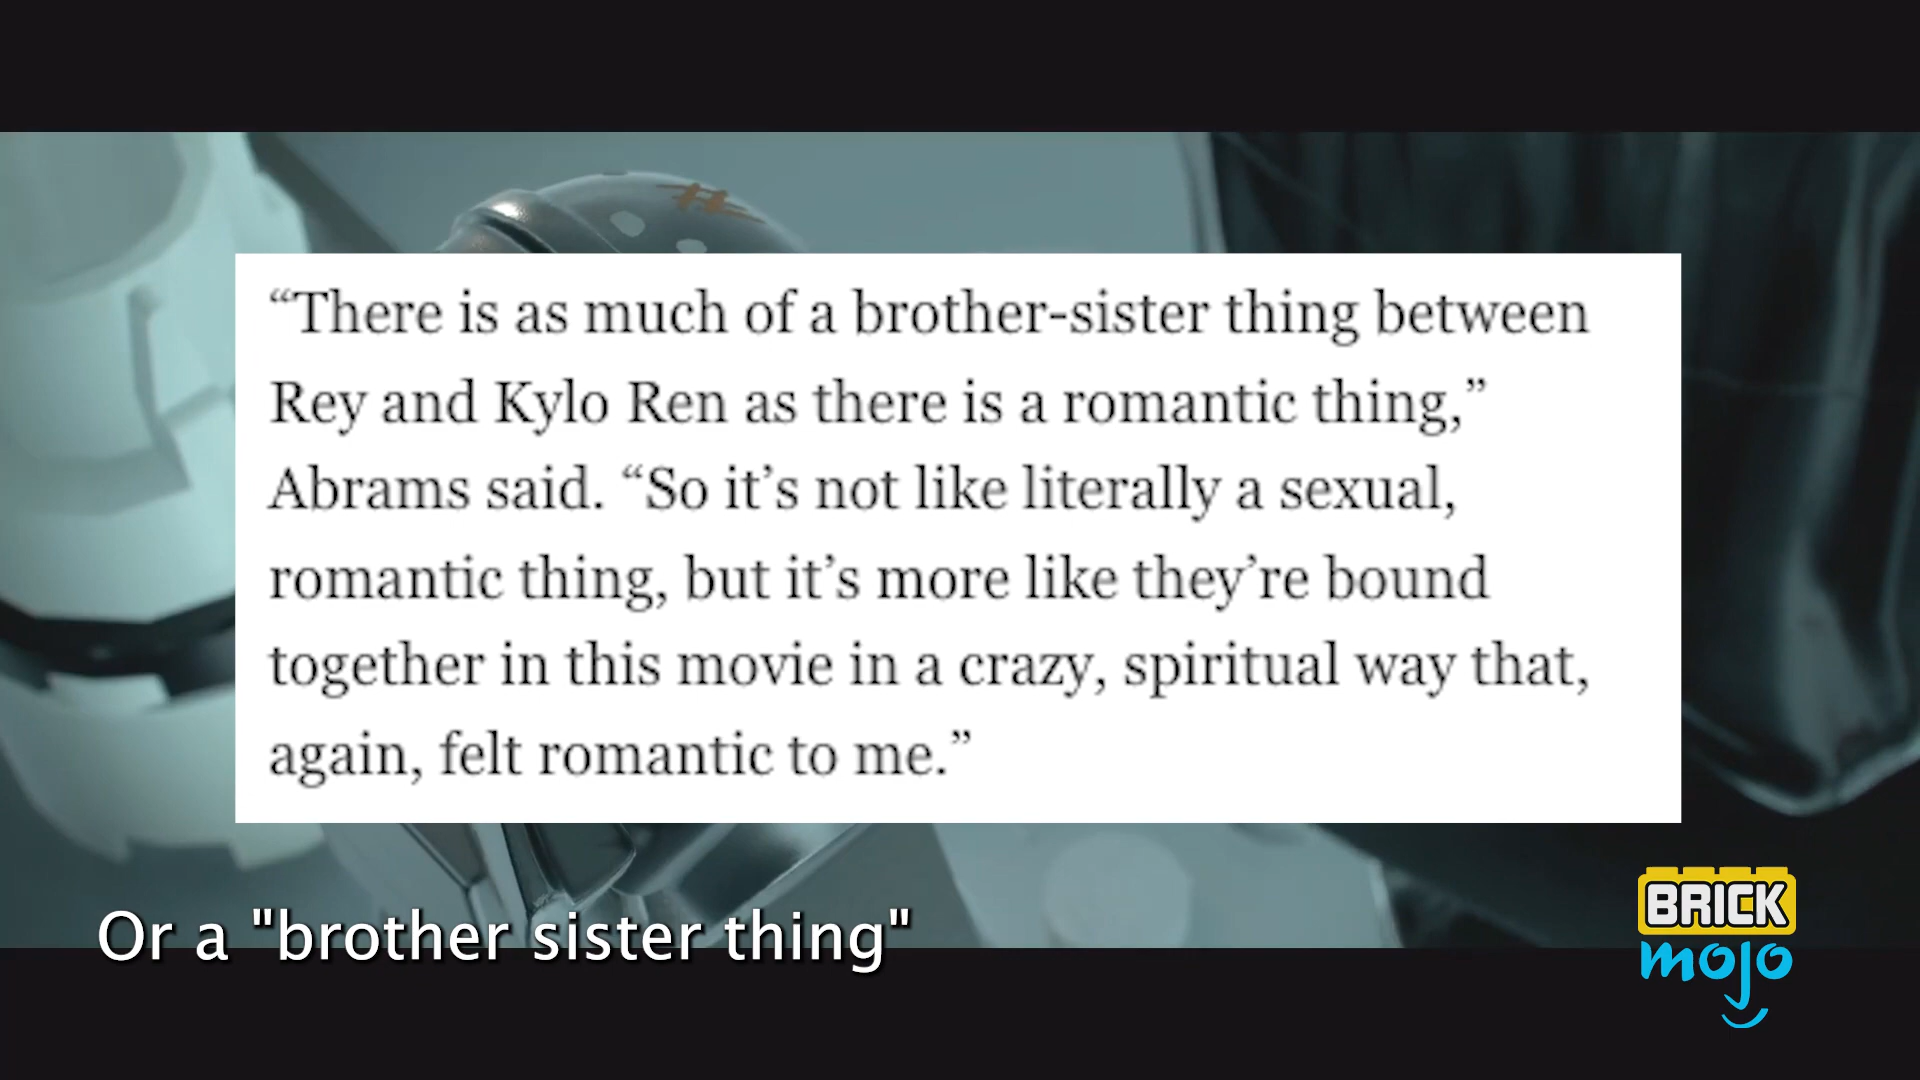 “There is as much of a brother-sister thing between
Rey and Kylo Ren as there is a romantic thing,”
Abrams said. “So it’s not like literally a sexual,
romantic thing, but it’s more like they’re bound
together in this movie in a crazy, spiritual way that,
again, felt romantic to me.”
Or a "brother sister thing"
BRICK
mojo